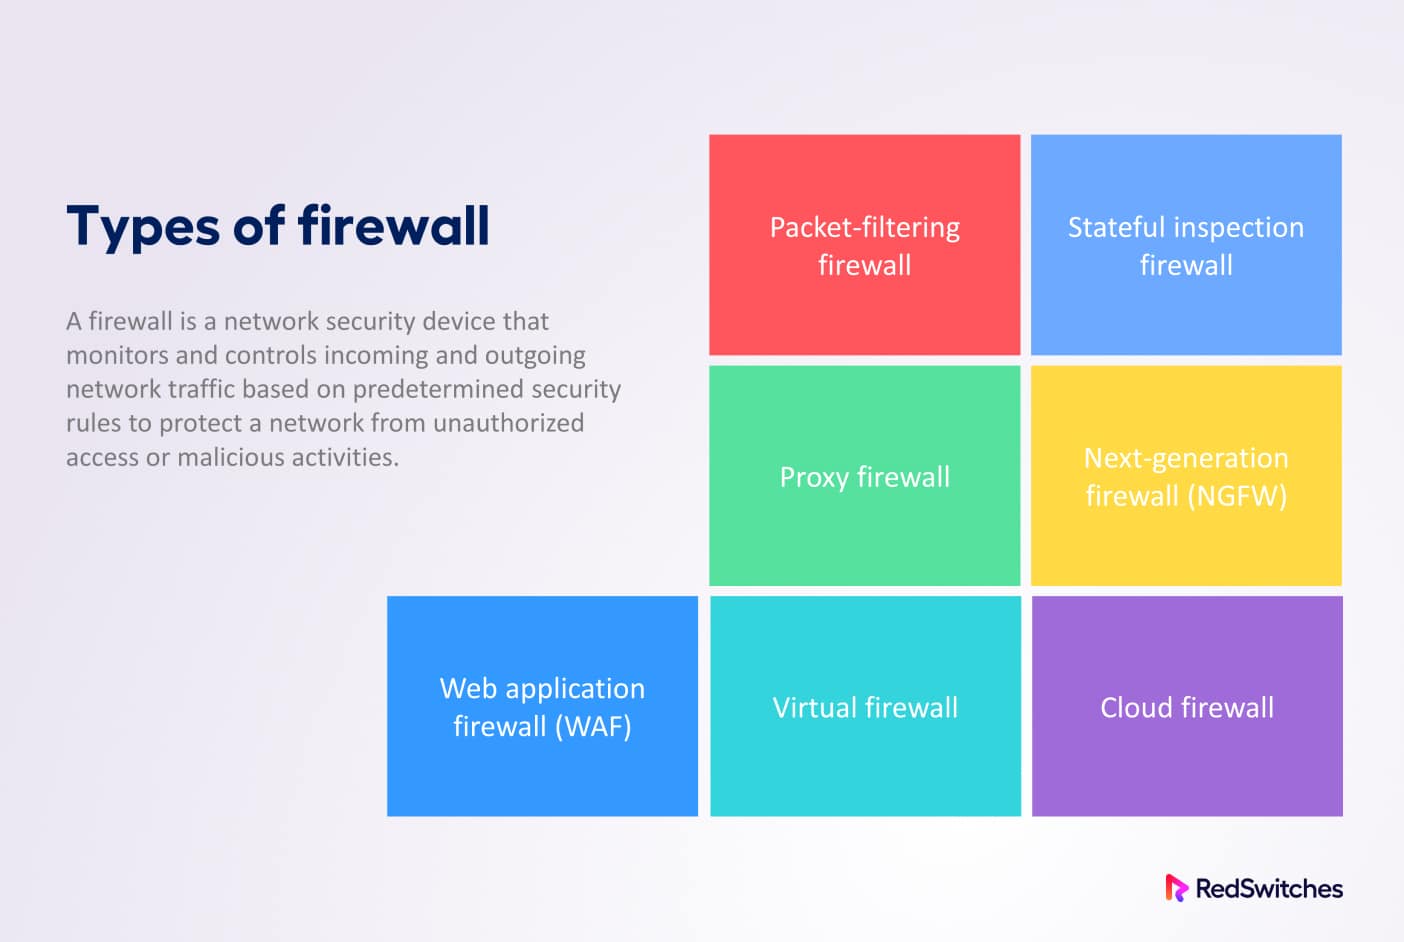 Types of firewall
A firewall is a network security device that
monitors and controls incoming and outgoing
network traffic based on predetermined security
rules to protect a network from unauthorized
access or malicious activities.
Packet-filtering
firewall
Stateful inspection
firewall
Proxy firewall
Next-generation
firewall (NGFW)
Web application
firewall (WAF)
Virtual firewall
Cloud firewall
RedSwitches